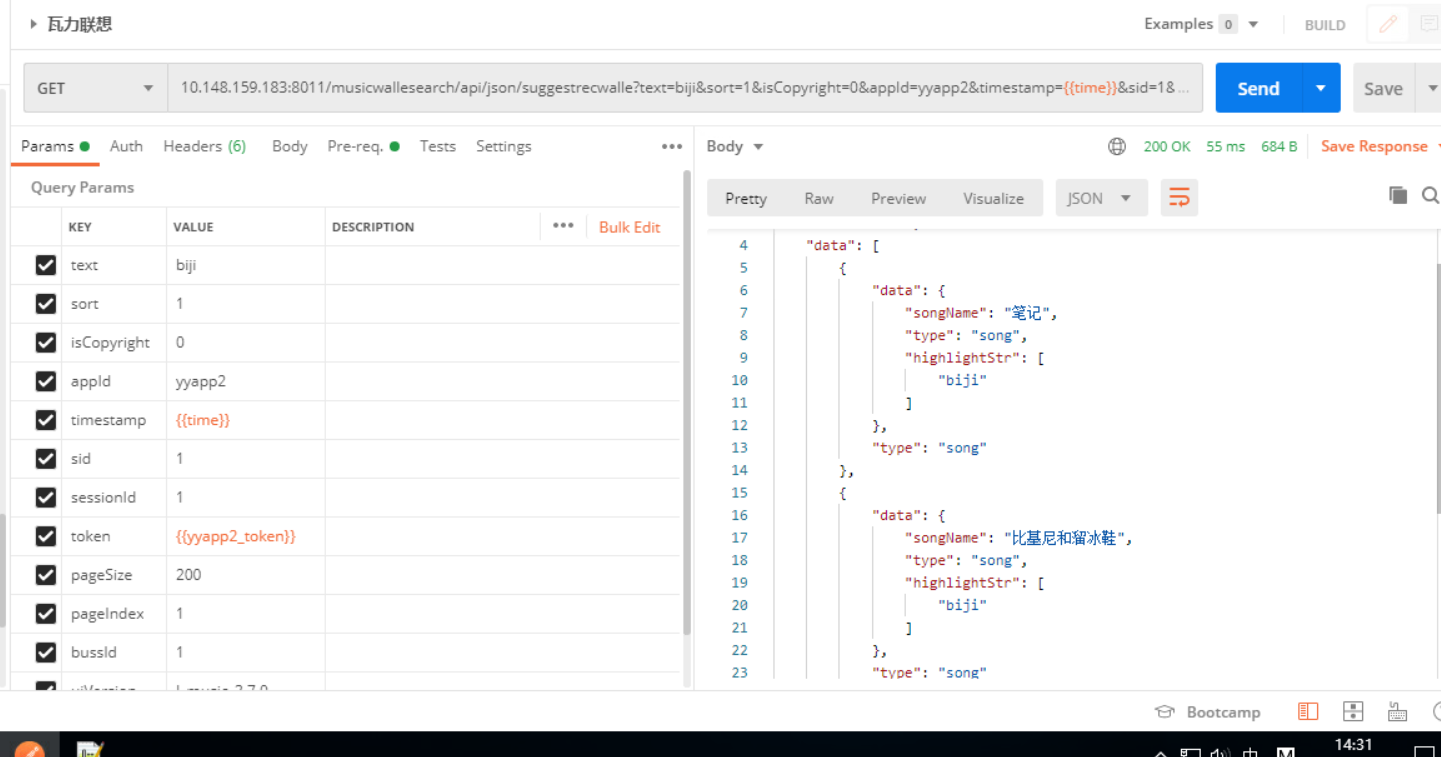 瓦力联想
Examples 0
BUILD
GET
10.148.159.183:8011/musicwallesearch/api/json/suggestrecwalle?text=biji&sort=1&isCopyright=0&appId=yyapp2&timestamp={{time}}&sid=1& ...
Send
Save
Params Auth Headers (6) Body Pre-req. Tests Settings
Query Params
KEY VALUE DESCRIPTION Bulk Edit
text biji
sort 1
isCopyright 0
appId yyapp2
timestamp {{time}}
sid 1
sessionId 1
token {{yyapp2_token}}
pageSize 200
pageIndex 1
bussId 1
Body 200 OK 55 ms 684 B Save Response
Pretty Raw Preview Visualize JSON
4 "data": [
5 {
6 "data": {
7 "songName": "笔记",
8 "type": "song",
9 "highlightStr": [
10 "biji"
11 ]
12 },
13 "type": "song"
14 },
15 {
16 "data": {
17 "songName": "比基尼和溜冰鞋",
18 "type": "song",
19 "highlightStr": [
20 "biji"
21 ]
22 },
23 "type": "song"
Bootcamp
中 M 14:31